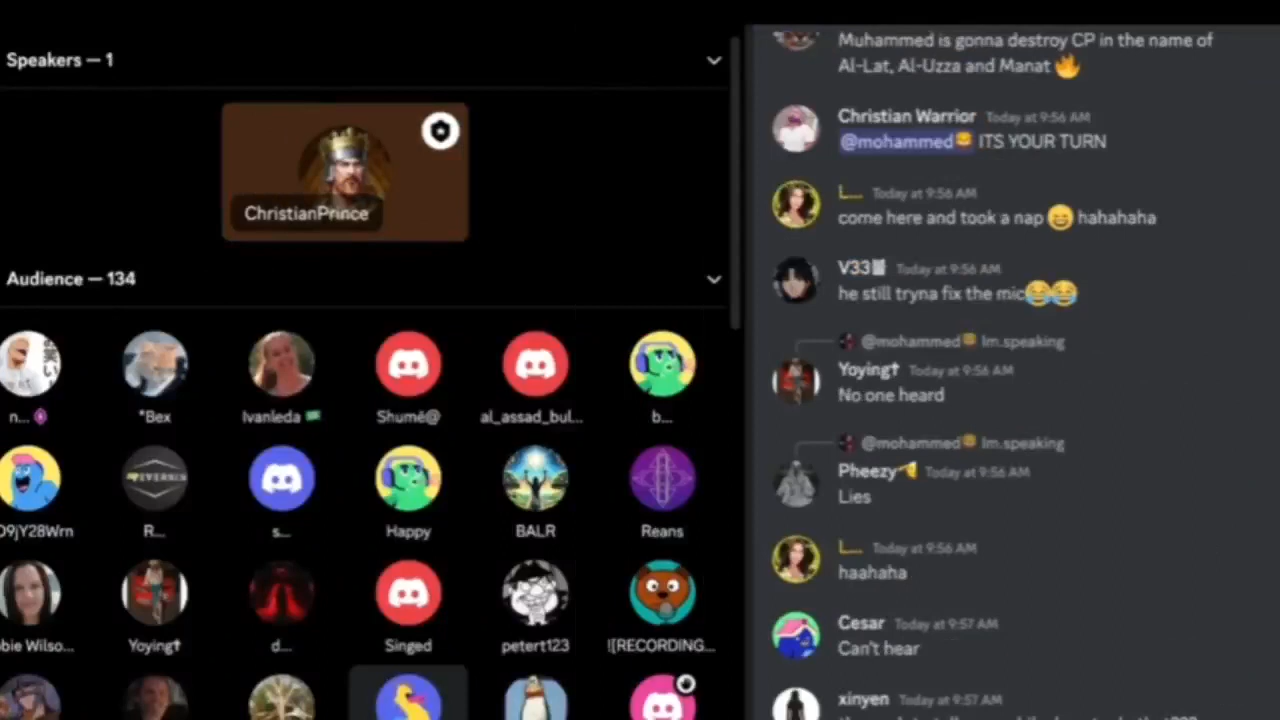 Speakers — 1
ChristianPrince
Audience — 134
n...
*Bex
Ivanleda
Shumë@
al_assad_bul...
b...
D9jY28Wrn
R...
s...
Happy
BALR
Reans
bie Wilso...
Yoying†
d...
Singed
petert123
![RECORDING...
Muhammed is gonna destroy CP in the name of
Al-Lat, Al-Uzza and Manat 🔥
Christian Warrior Today at 9:56 AM
@mohammed ITS YOUR TURN
L... Today at 9:56 AM
come here and took a nap 😄 hahahaha
V33 Today at 9:56 AM
he still tryna fix the mic😂😂
@mohammed Im.speaking
Yoying† Today at 9:56 AM
No one heard
@mohammed Im.speaking
Pheezy Today at 9:56 AM
Lies
L... Today at 9:56 AM
haahaha
Cesar Today at 9:57 AM
Can't hear
xinyen Today at 9:57 AM